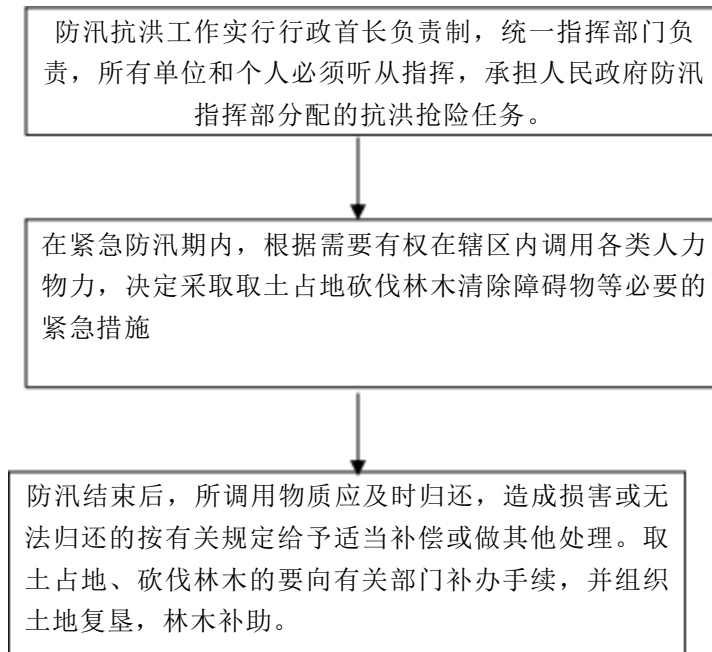 防汛抗洪工作实行行政首长负责制，统一指挥部门负
责，所有单位和个人必须听从指挥，承担人民政府防汛
指挥部分配的抗洪抢险任务。
在紧急防汛期内，根据需要有权在辖区内调用各类人力
物力，决定采取取土占地砍伐林木清除障碍物等必要的
紧急措施
防汛结束后，所调用物质应及时归还，造成损害或无
法归还的按有关规定给予适当补偿或做其他处理。取
土占地、砍伐林木的要向有关部门补办手续，并组织
土地复垦，林木补助。